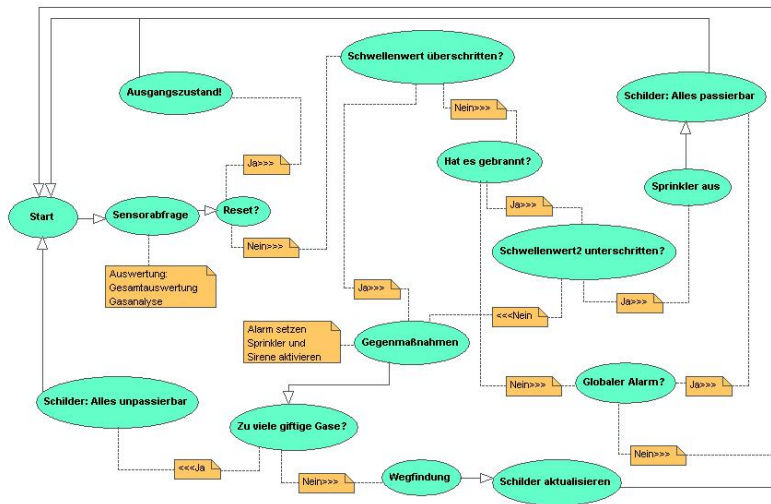 Schwellenwert überschritten?
Ausgangszustand!
Schilder: Alles passierbar
Nein>>>
Ja>>>
Hat es gebrannt?
Sprinkler aus
Ja>>>
Start
Sensorabfrage
Reset?
Nein>>>
Schwellenwert2 unterschritten?
Auswertung:
Gesamtauswertung
Gasanalyse
Ja>>>
<<<Nein
Ja>>>
Alarm setzen
Sprinkler und
Sirene aktivieren
Gegenmaßnahmen
Nein>>>
Globaler Alarm?
Ja>>>
Schilder: Alles unpassierbar
Zu viele giftige Gase?
Nein>>>
<<<Ja
Nein>>>
Wegfindung
Schilder aktualisieren